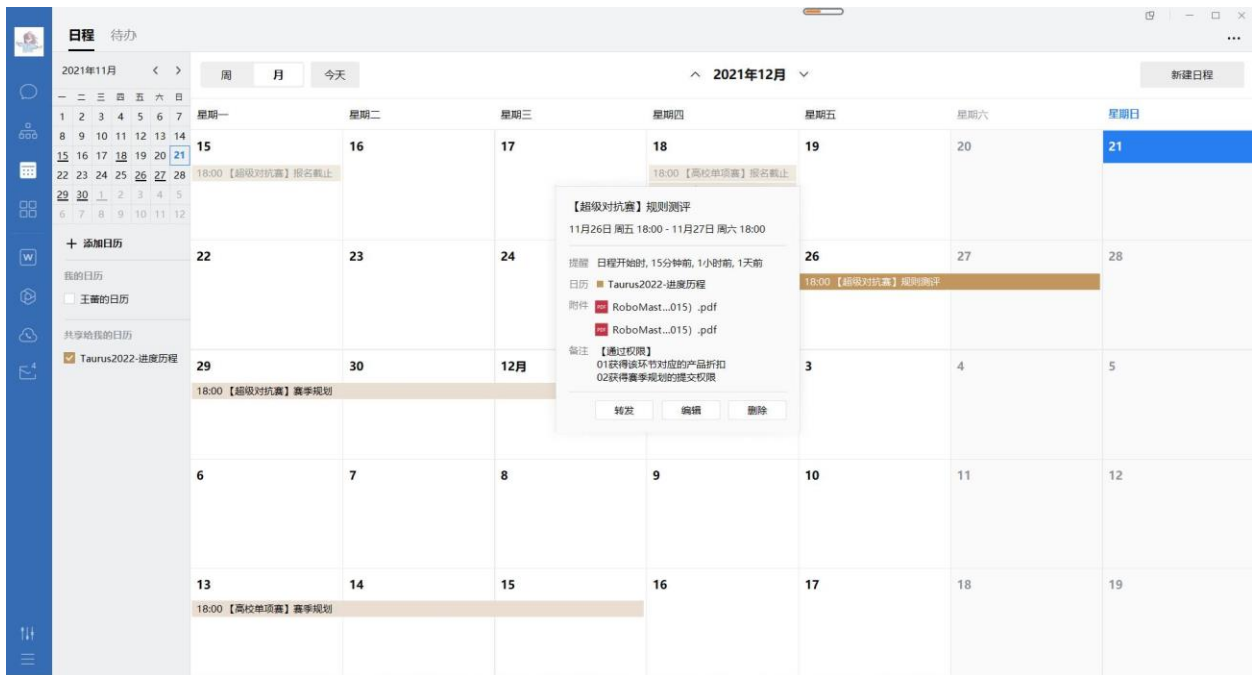 日程 待办
2021年11月 < >
周 月 今天
2021年12月
新建日程
一 二 三 四 五 六 日
1 2 3 4 5 6 7
8 9 10 11 12 13 14
15 16 17 18 19 20 21
22 23 24 25 26 27 28
29 30 1 2 3 4 5
6 7 8 9 10 11 12
+ 添加日历
我的日历
王蕾的日历
共享给我的日历
Taurus2022-进度历程
4
星期一 星期二 星期三 星期四 星期五 星期六 星期日
15 16 17 18 19 20 21
18:00 【超级对抗赛】报名截止
18:00 【高校单项赛】报名截止
22 23 24 26 27 28
18:00 【超级对抗赛】规则测评
29 30 12月 3 4 5
18:00 【超级对抗赛】赛季规划
6 7 8 9 10 11 12
13 14 15 16 17 18 19
18:00 【高校单项赛】赛季规划
【超级对抗赛】规则测评
11月26日 周五 18:00 - 11月27日 周六 18:00
提醒 日程开始时, 15分钟前, 1小时前, 1天前
日历 Taurus2022-进度历程
附件 PDF RoboMast...015) .pdf
PDF RoboMast...015) .pdf
备注 【通过权限】
01获得该环节对应的产品折扣
02获得赛季规划的提交权限
转发 编辑 删除